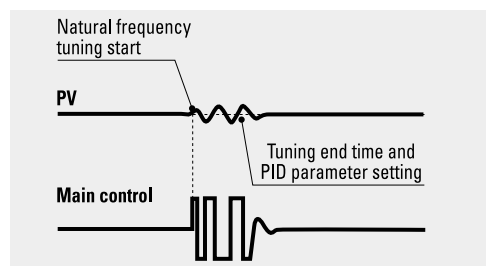 Natural frequency
tuning start
PV
Tuning end time and
PID parameter setting
Main control